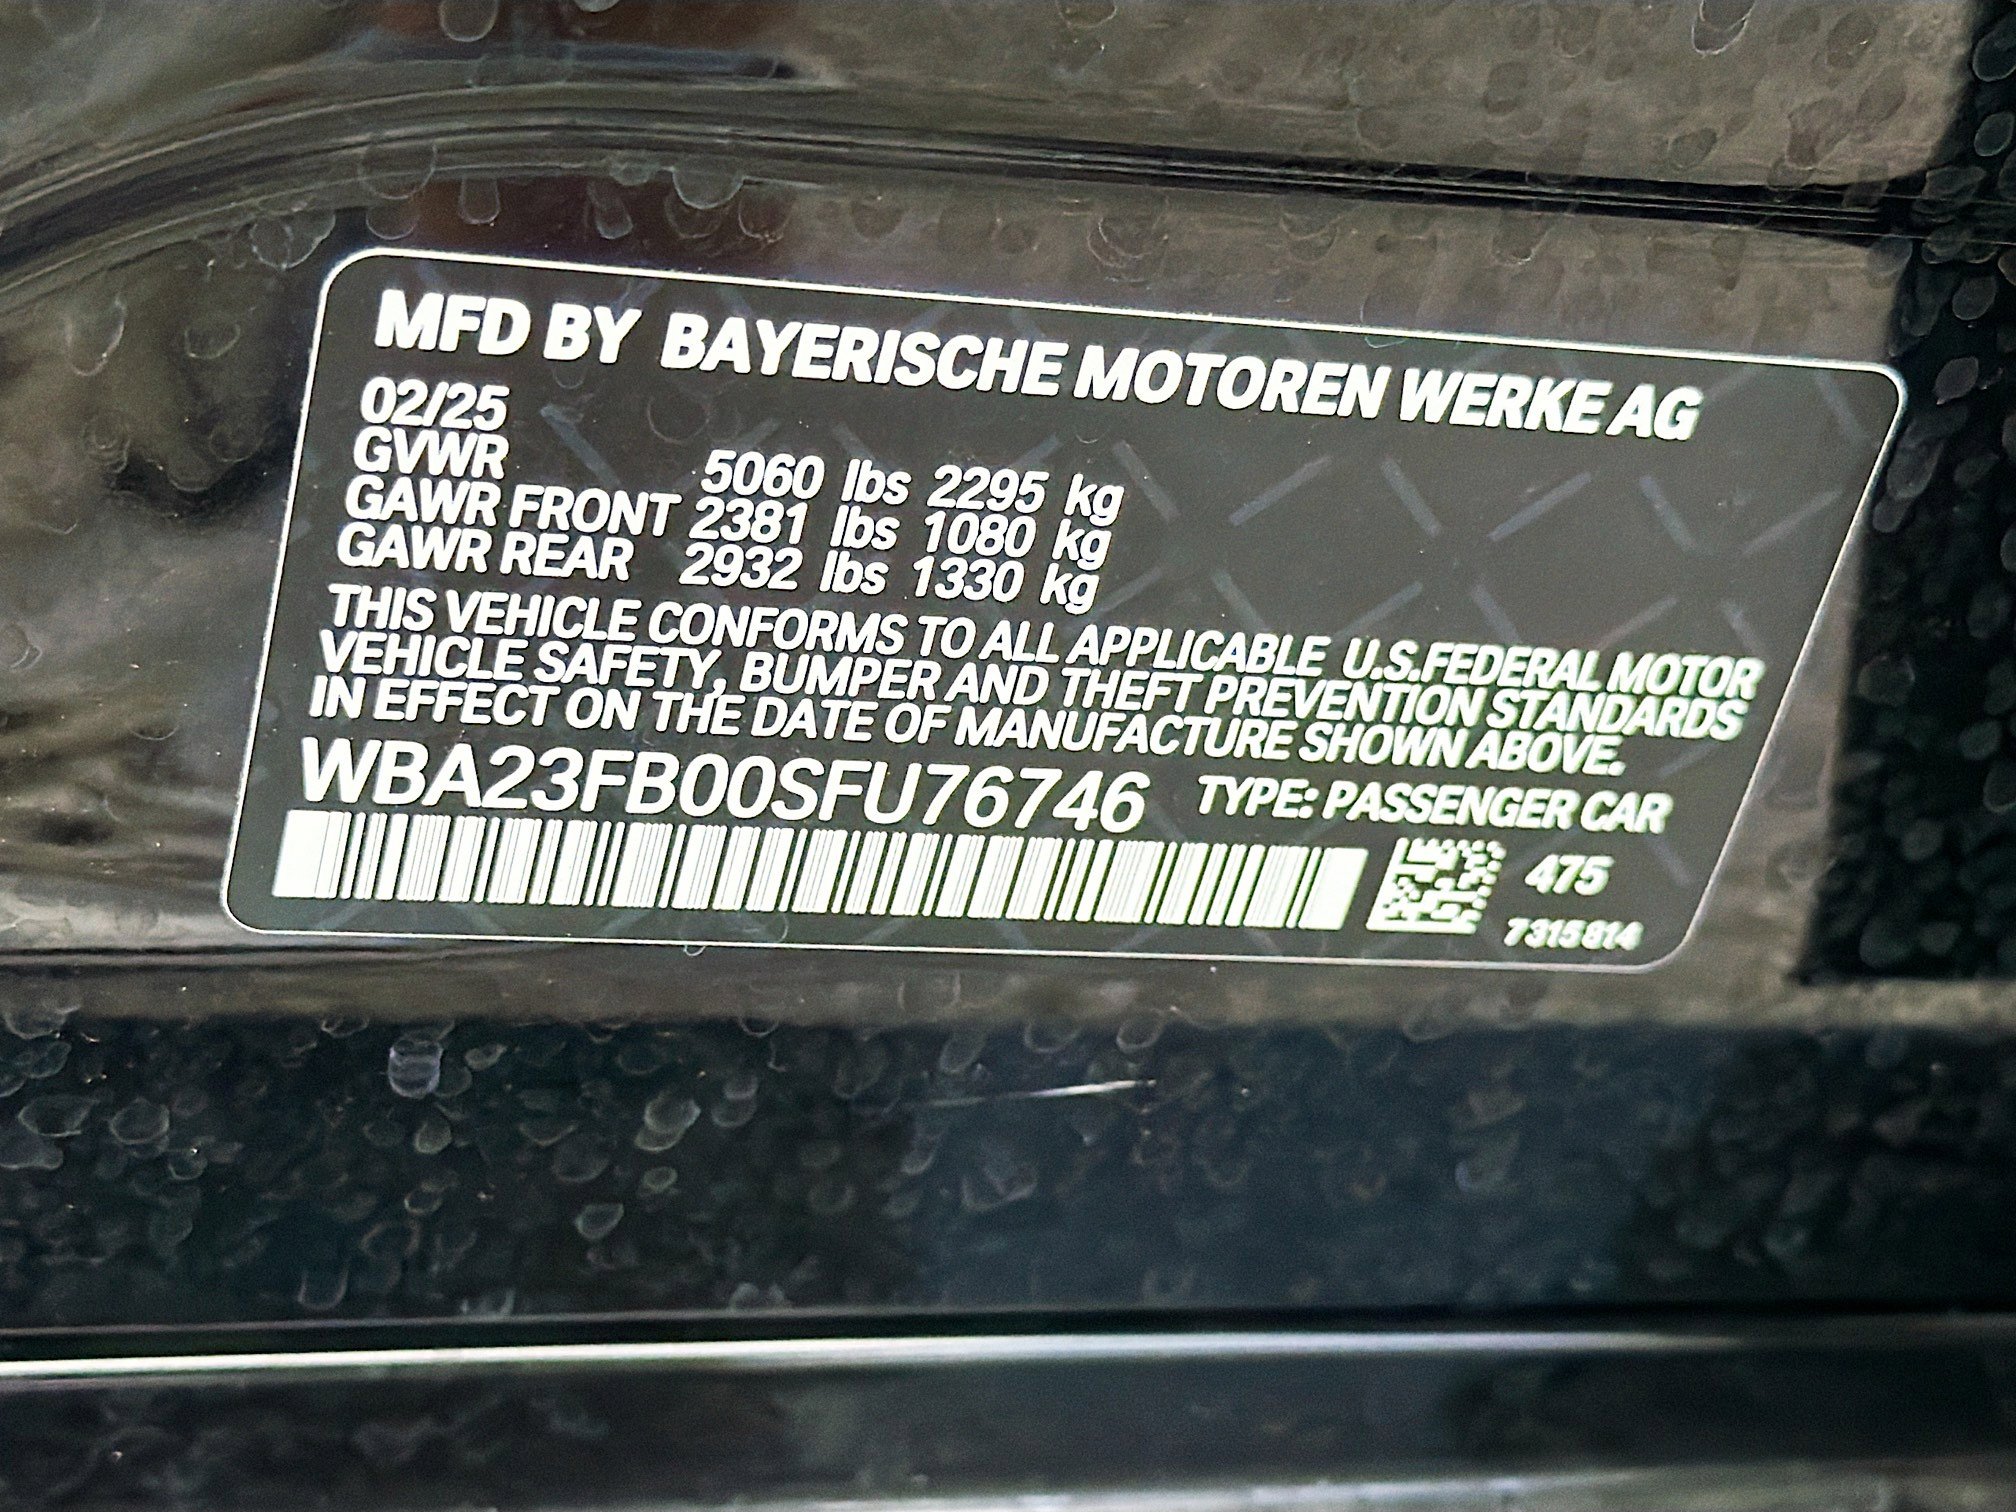 MFD BY BAYERISCHE MOTOREN WERKE AG
02/25
GVWR 5060 lbs 2295 kg
GAWR FRONT 2381 lbs 1080 kg
GAWR REAR 2932 lbs 1330 kg
THIS VEHICLE CONFORMS TO ALL APPLICABLE U.S.FEDERAL MOTOR
VEHICLE SAFETY, BUMPER AND THEFT PREVENTION STANDARDS
IN EFFECT ON THE DATE OF MANUFACTURE SHOWN ABOVE.
WBA23FB00SFU76746 TYPE: PASSENGER CAR
475
7315814